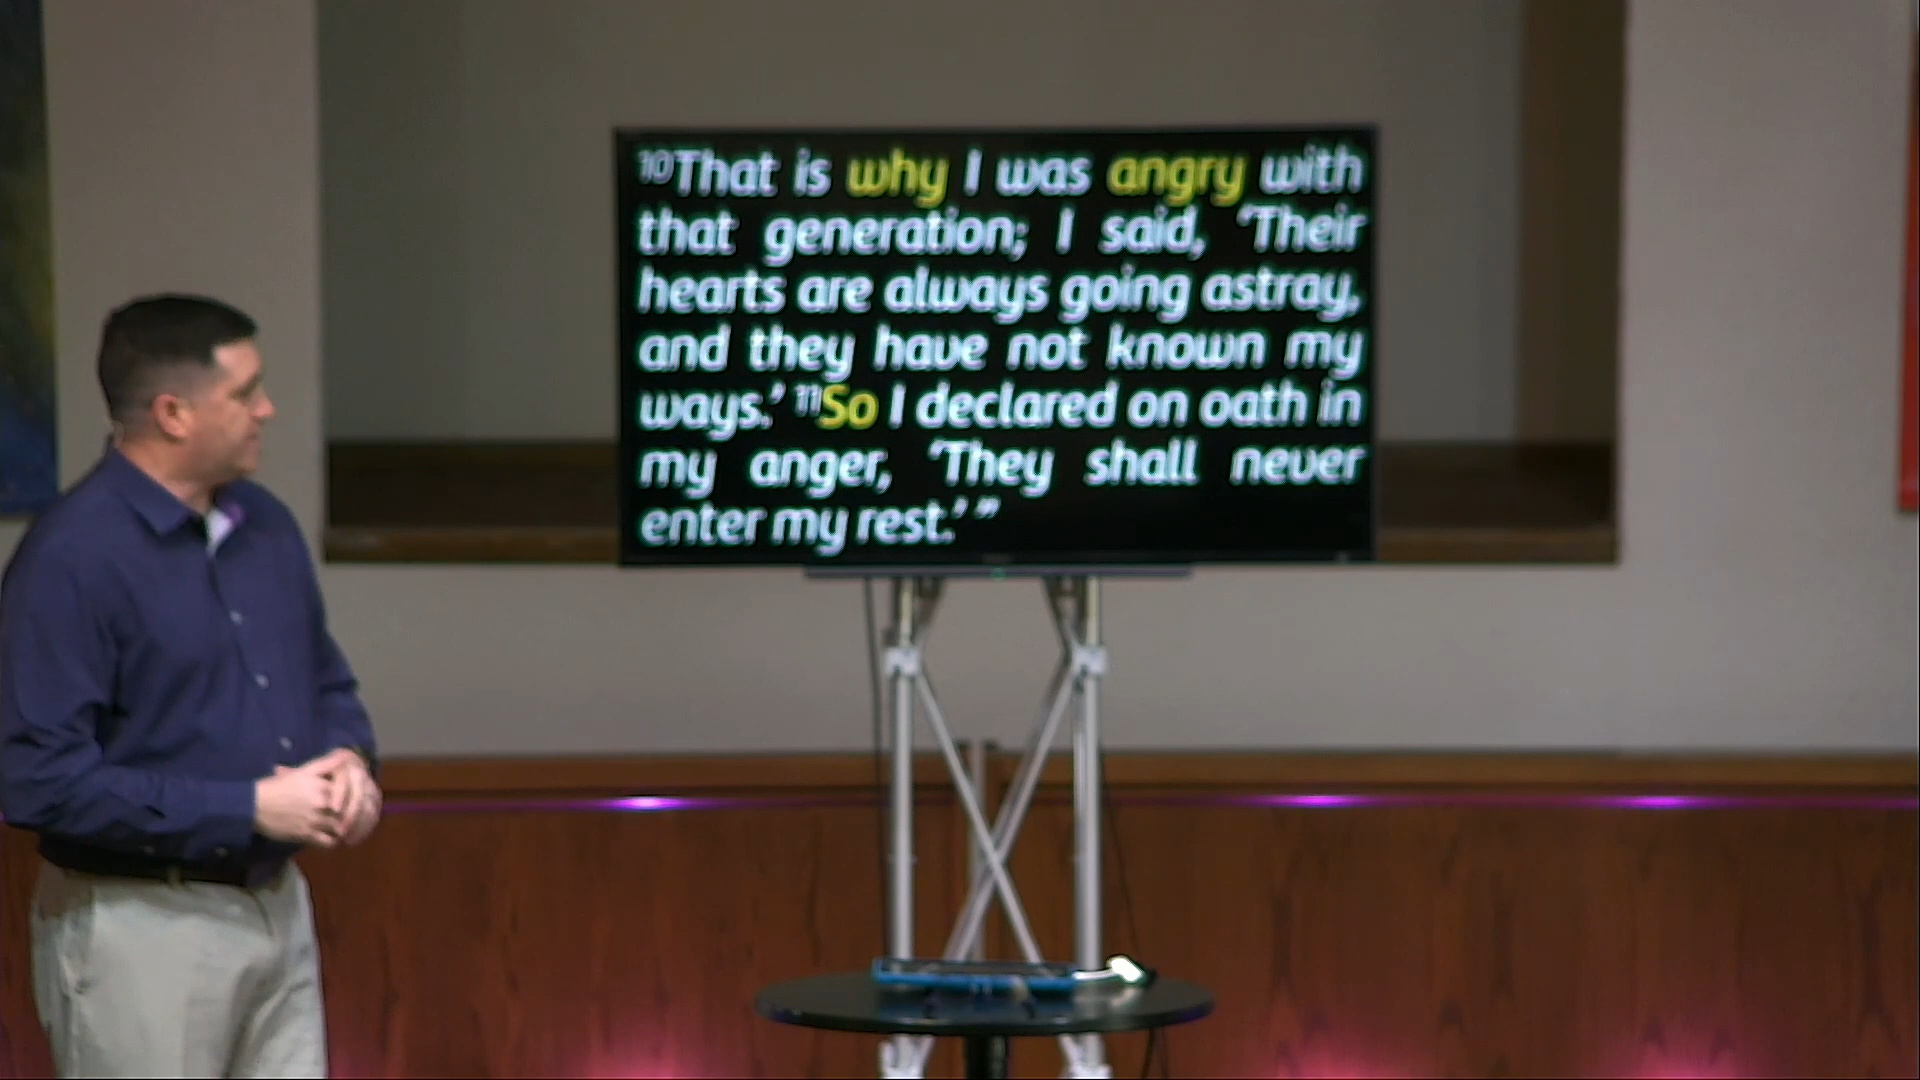 ¹⁰That is why I was angry with
that generation; I said, ‘Their
hearts are always going astray,
and they have not known my
ways.’ ¹¹So I declared on oath in
my anger, ‘They shall never
enter my rest.’ ”